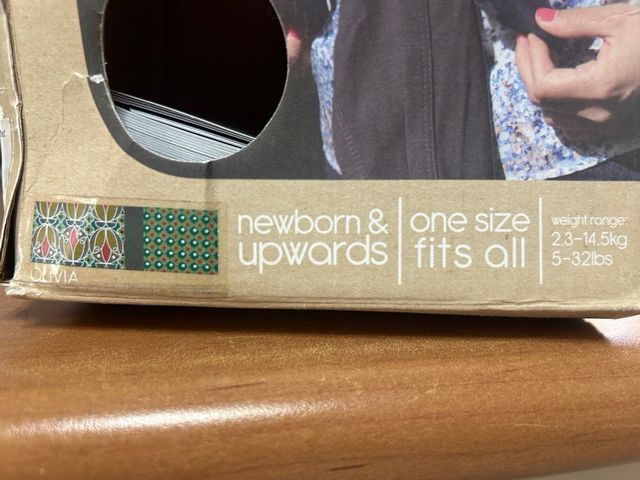 newborn &
upwards
one size
fits all
weight range:
2.3-14.5kg
5-32lbs
OLIVIA